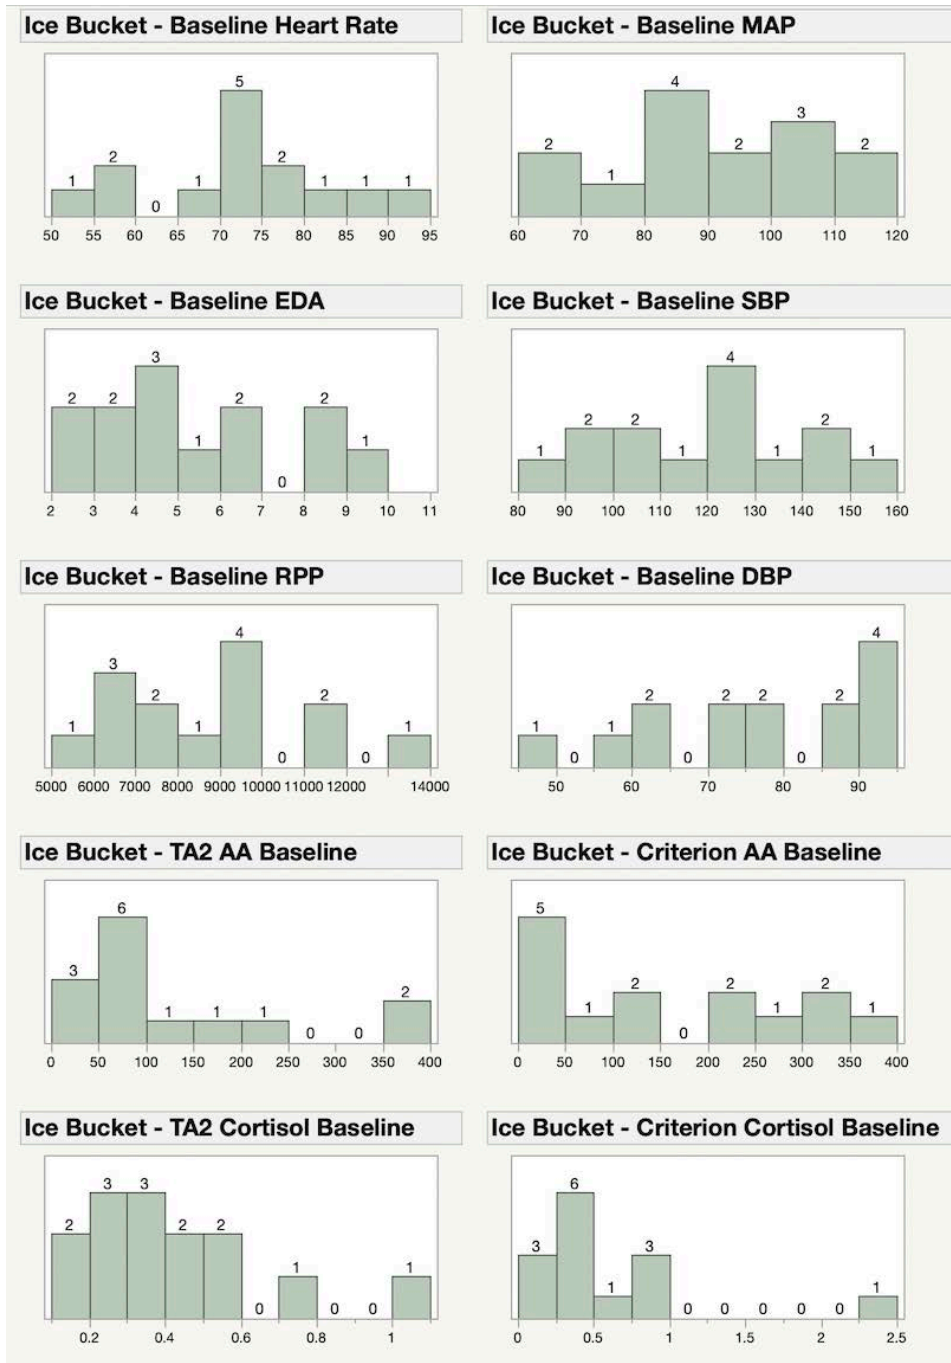 Ice Bucket - Baseline Heart Rate
5
2 2
1 1 1 1 1
0
50 55 60 65 70 75 80 85 90 95
Ice Bucket - Baseline MAP
4
3
2 2 2
1
60 70 80 90 100 110 120
Ice Bucket - Baseline EDA
3
2 2 2 2
1 1
0
2 3 4 5 6 7 8 9 10 11
Ice Bucket - Baseline SBP
4
2 2 2
1 1 1 1
80 90 100 110 120 130 140 150 160
Ice Bucket - Baseline RPP
4
3
2 2
1 1 1
0 0
5000 6000 7000 8000 9000 10000 11000 12000 14000
Ice Bucket - Baseline DBP
4
2 2 2 2
1 1
0 0 0
50 60 70 80 90
Ice Bucket - TA2 AA Baseline
6
3
2
1 1 1
0 0
0 50 100 150 200 250 300 350 400
Ice Bucket - Criterion AA Baseline
5
2 2 2
1 1 1
0
0 50 100 150 200 250 300 350 400
Ice Bucket - TA2 Cortisol Baseline
3 3
2 2 2
1 1
0 0 0
0.2 0.4 0.6 0.8 1
Ice Bucket - Criterion Cortisol Baseline
6
3 3
1 1
0 0 0 0 0
0 0.5 1 1.5 2 2.5